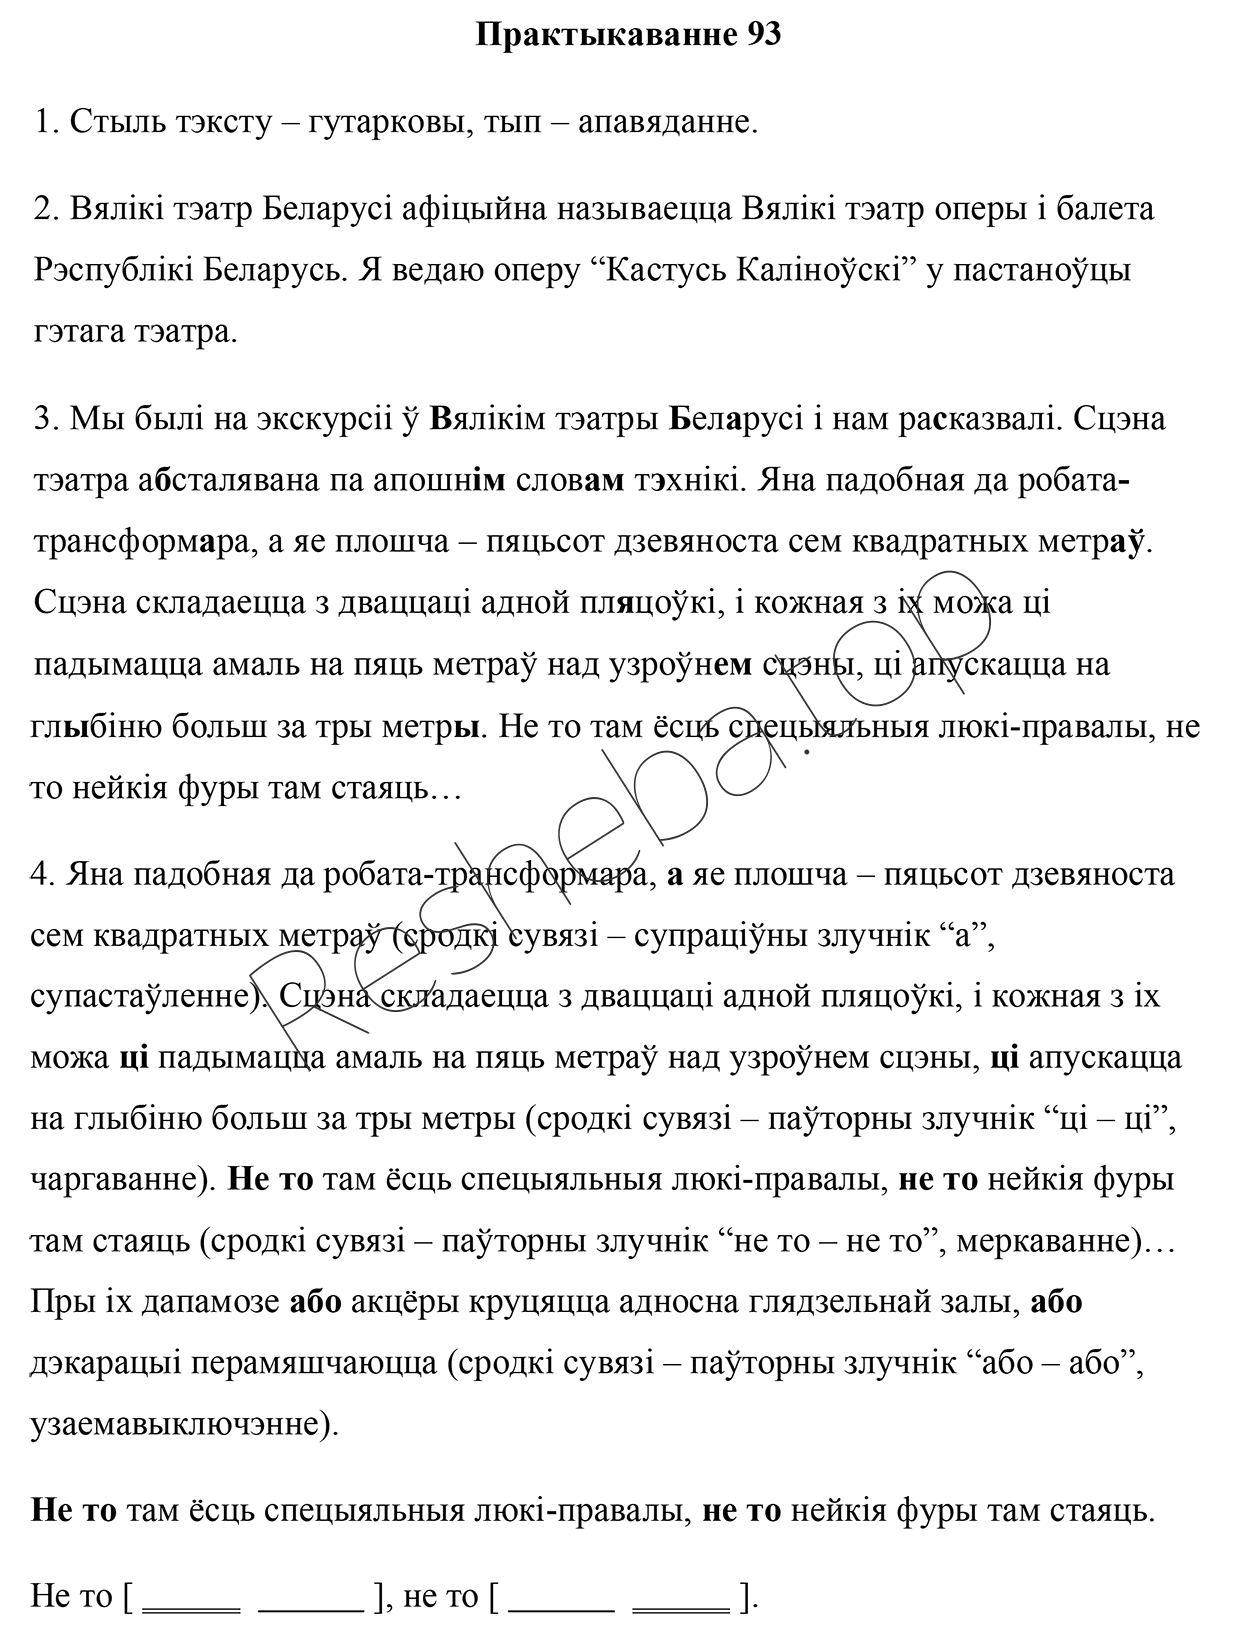 Практыкаванне 93
1. Стыль тэксту – гутарковы, тып – апавяданне.
2. Вялікі тэатр Беларусі афіцыйна называецца Вялікі тэатр оперы і балета
Рэспублікі Беларусь. Я ведаю оперу “Кастусь Каліноўскі” у пастаноўцы
гэтага тэатра.
3. Мы былі на экскурсіі ў Вялікім тэатры Беларусі і нам расказвалі. Сцэна
тэатра абсталявана па апошнім словам тэхнікі. Яна падобная да робата-
трансформара, а яе плошча – пяцьсот дзевяноста сем квадратных метраў.
Сцэна складаецца з дваццаці адной пляцоўкі, і кожная з іх можа ці
падымацца амаль на пяць метраў над узроўнем сцэны, ці апускацца на
глыбіню больш за тры метры. Не то там ёсць спецыяльныя люкі-правалы, не
то нейкія фуры там стаяць…
4. Яна падобная да робата-трансформара, а яе плошча – пяцьсот дзевяноста
сем квадратных метраў (сродкі сувязі – супраціўны злучнік “а”,
супастаўленне). Сцэна складаецца з дваццаці адной пляцоўкі, і кожная з іх
можа ці падымацца амаль на пяць метраў над узроўнем сцэны, ці апускацца
на глыбіню больш за тры метры (сродкі сувязі – паўторны злучнік “ці – ці”,
чаргаванне). Не то там ёсць спецыяльныя люкі-правалы, не то нейкія фуры
там стаяць (сродкі сувязі – паўторны злучнік “не то – не то”, меркаванне)…
Пры іх дапамозе або акцёры круцяцца адносна глядзельнай залы, або
дэкарацыі перамяшчаюцца (сродкі сувязі – паўторны злучнік “або – або”,
узаемавыключэнне).
Не то там ёсць спецыяльныя люкі-правалы, не то нейкія фуры там стаяць.
Не то [ ______ ______ ], не то [ ______ ______ ].
Resheba.top